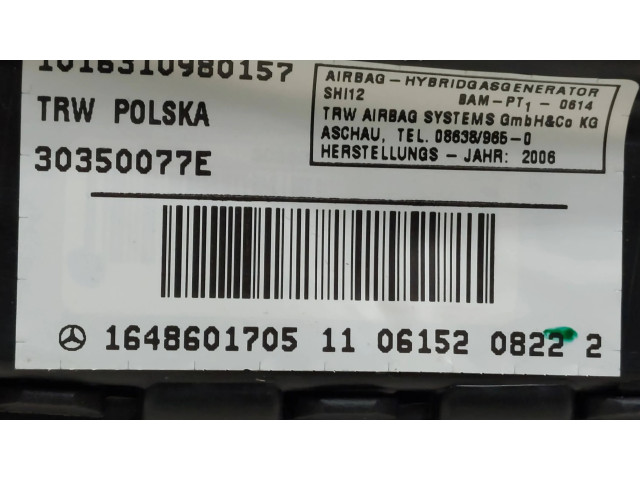 1016310980157
TRW POLSKA
30350077E
AIRBAG - HYBRIDGASGENERATOR
SHI12 BAM-PT1 - 0614
TRW AIRBAG SYSTEMS GmbH&Co KG
ASCHAU, TEL. 08638/965-0
HERSTELLUNGS - JAHR: 2006
1648601705 11 06152 0822 2